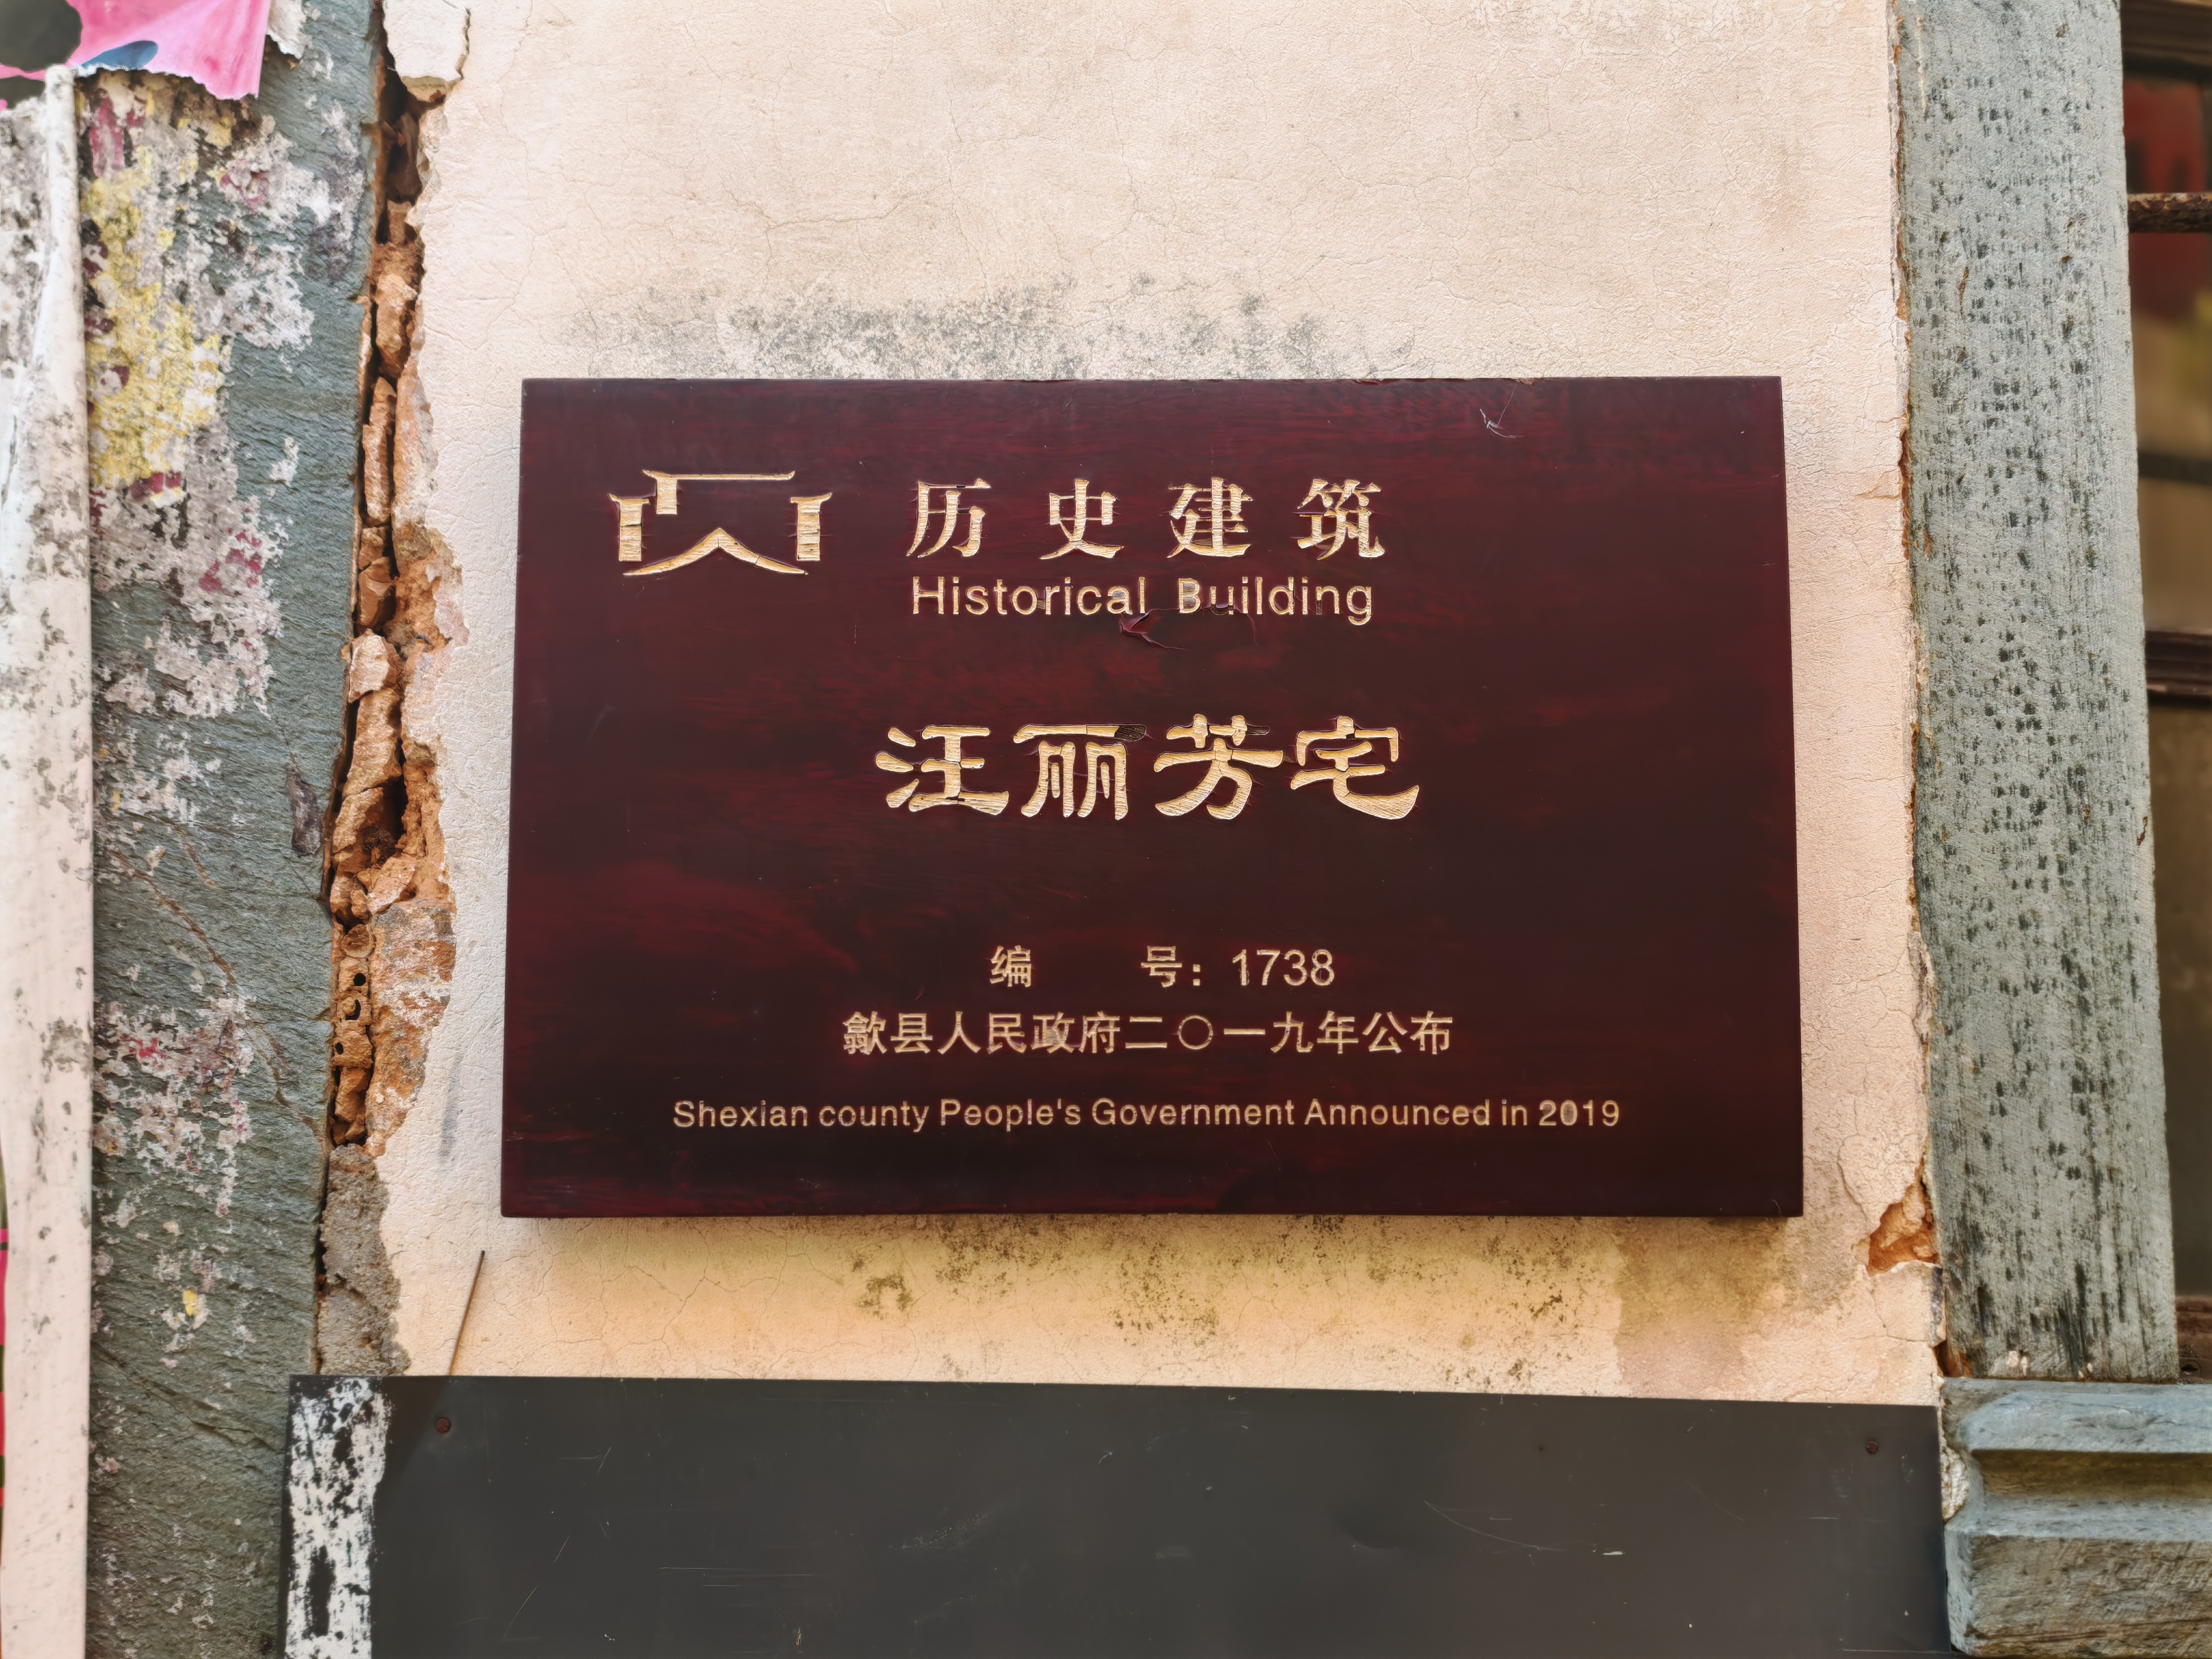 历史建筑
Historical Building
汪丽芳宅
编 号：1738
歙县人民政府二〇一九年公布
Shexian county People's Government Announced in 2019